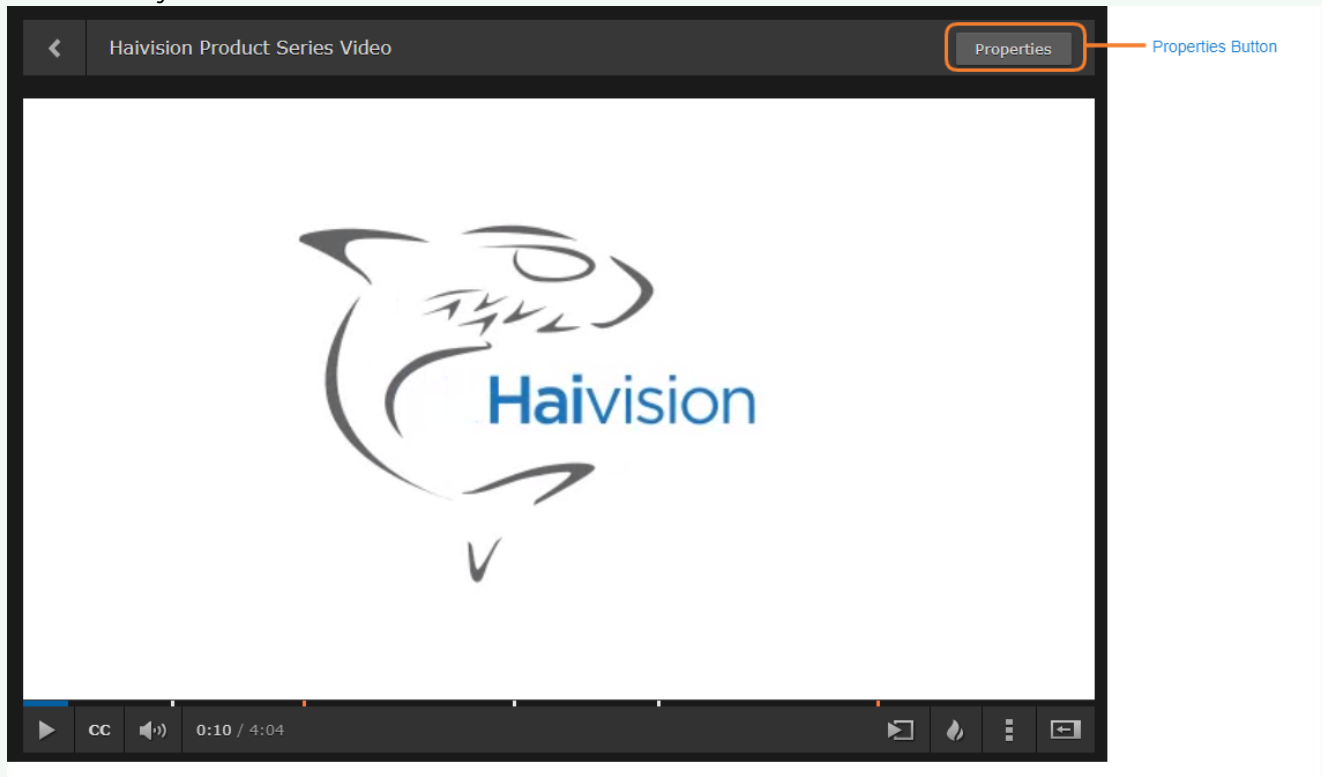 Haivision Product Series Video
Properties
Properties Button
Haivision
CC
0:10 / 4:04